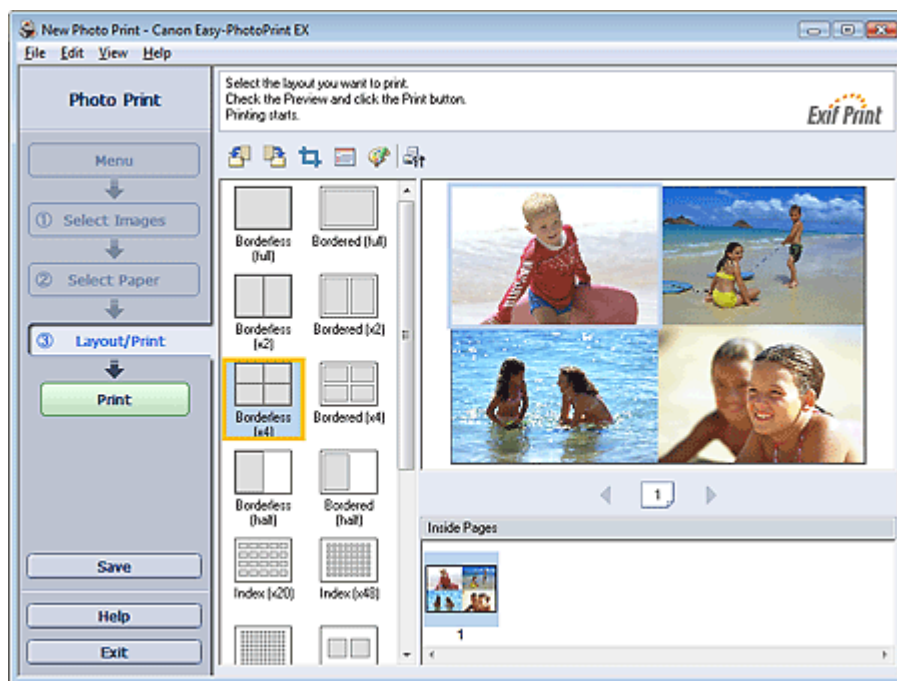 New Photo Print - Canon Easy-PhotoPrint EX
File Edit View Help
Photo Print
Select the layout you want to print.
Check the Preview and click the Print button.
Printing starts.
Exif Print
Menu
① Select Images
② Select Paper
③ Layout/Print
Print
Save
Help
Exit
Borderless
(full)
Bordered (full)
Borderless
(x2)
Bordered (x2)
Borderless
(x4)
Bordered (x4)
Borderless
(half)
Bordered
(half)
Index (x20)
Index (x48)
1
Inside Pages
1